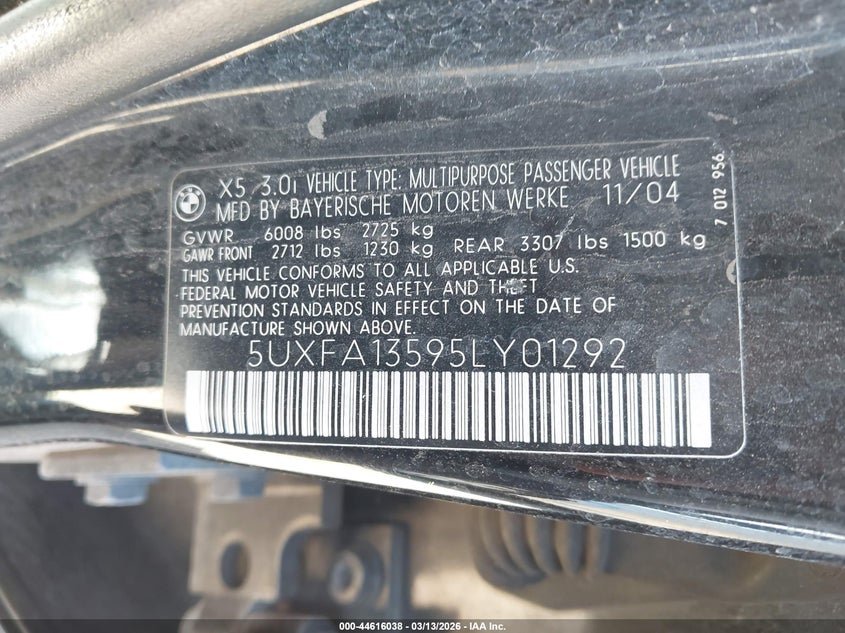 BMW
X5 3.0i VEHICLE TYPE: MULTIPURPOSE PASSENGER VEHICLE
MFD BY BAYERISCHE MOTOREN WERKE 11/04
GVWR 6008 lbs 2725 kg
GAWR FRONT 2712 lbs 1230 kg REAR 3307 lbs 1500 kg
THIS VEHICLE CONFORMS TO ALL APPLICABLE U.S.
FEDERAL MOTOR VEHICLE SAFETY AND THEFT
PREVENTION STANDARDS IN EFFECT ON THE DATE OF
MANUFACTURE SHOWN ABOVE.
5UXFA13595LY01292
7 012 956
000-44616038 - 03/13/2026 - IAA Inc.